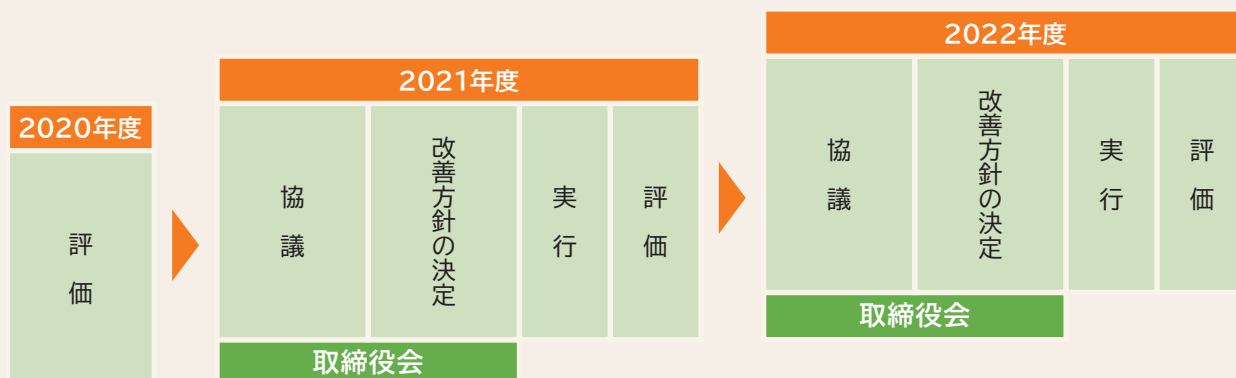 2020年度
評価
2021年度
協議
改善方針の決定
実行
評価
取締役会
2022年度
協議
改善方針の決定
実行
評価
取締役会